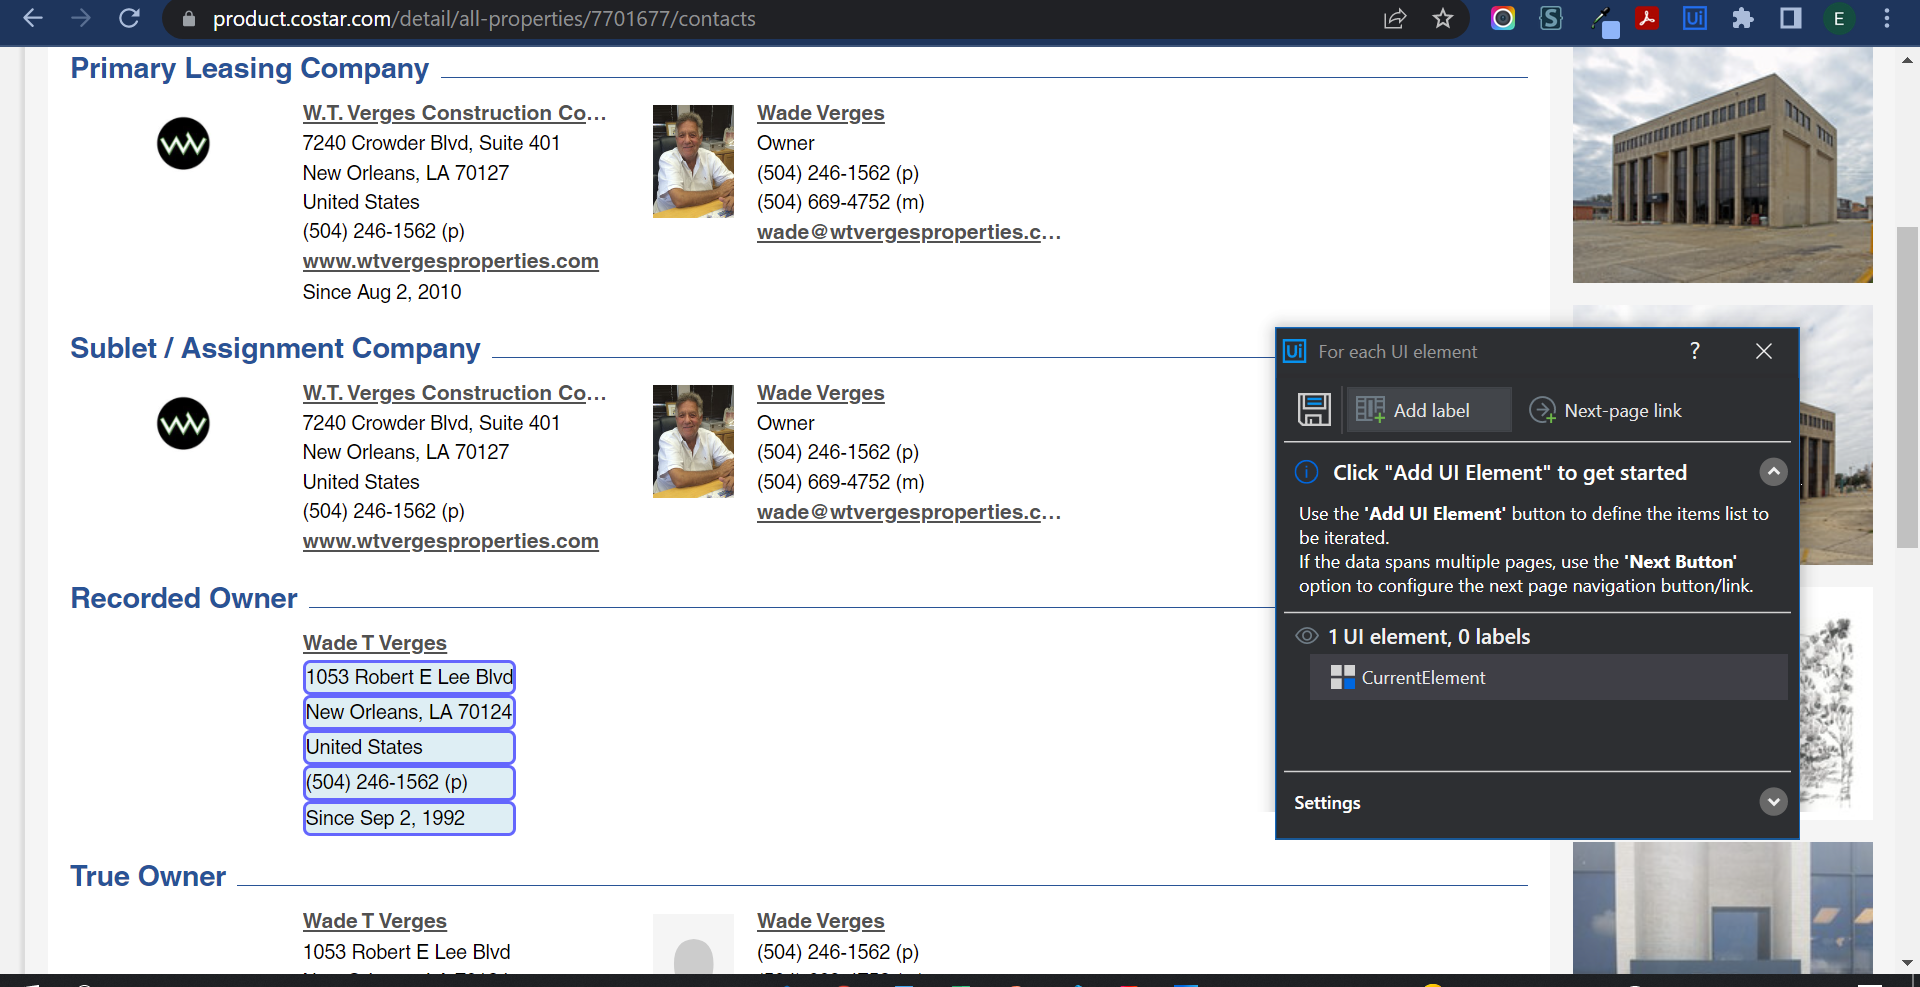 product.costar.com/detail/all-properties/7701677/contacts
E
Primary Leasing Company
W.T. Verges Construction Co...
7240 Crowder Blvd, Suite 401
New Orleans, LA 70127
United States
(504) 246-1562 (p)
www.wtvergesproperties.com
Since Aug 2, 2010
Wade Verges
Owner
(504) 246-1562 (p)
(504) 669-4752 (m)
wade@wtvergesproperties.c...
Sublet / Assignment Company
W.T. Verges Construction Co...
7240 Crowder Blvd, Suite 401
New Orleans, LA 70127
United States
(504) 246-1562 (p)
www.wtvergesproperties.com
Wade Verges
Owner
(504) 246-1562 (p)
(504) 669-4752 (m)
wade@wtvergesproperties.c...
Recorded Owner
Wade T Verges
1053 Robert E Lee Blvd
New Orleans, LA 70124
United States
(504) 246-1562 (p)
Since Sep 2, 1992
True Owner
Wade T Verges
1053 Robert E Lee Blvd
Wade Verges
(504) 246-1562 (p)
Ui For each UI element ?
Add label
Next-page link
Click "Add UI Element" to get started
Use the 'Add UI Element' button to define the items list to
be iterated.
If the data spans multiple pages, use the 'Next Button'
option to configure the next page navigation button/link.
1 UI element, 0 labels
CurrentElement
Settings